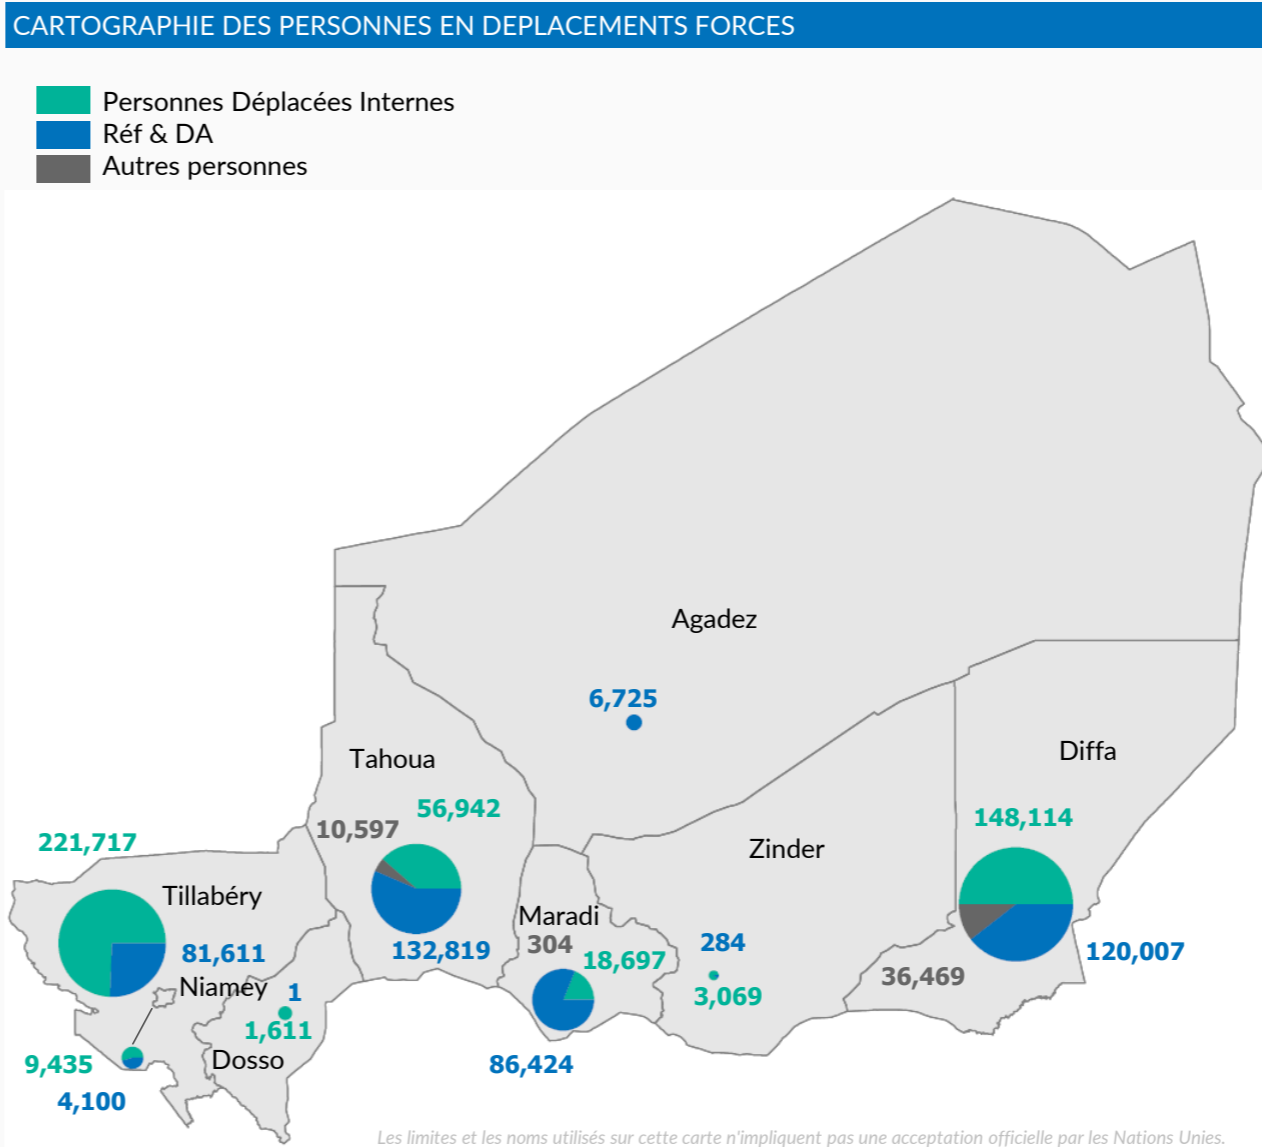 CARTOGRAPHIE DES PERSONNES EN DEPLACEMENTS FORCES
Personnes Déplacées Internes
Réf & DA
Autres personnes
Agadez
6,725
Tahoua
56,942
10,597
132,819
Diffa
148,114
120,007
36,469
Zinder
284
3,069
Maradi
304
18,697
86,424
221,717
Tillabéry
81,611
Niamey
9,435
4,100
1
1,611
Dosso
Les limites et les noms utilisés sur cette carte n'impliquent pas une acceptation officielle par les Nations Unies.